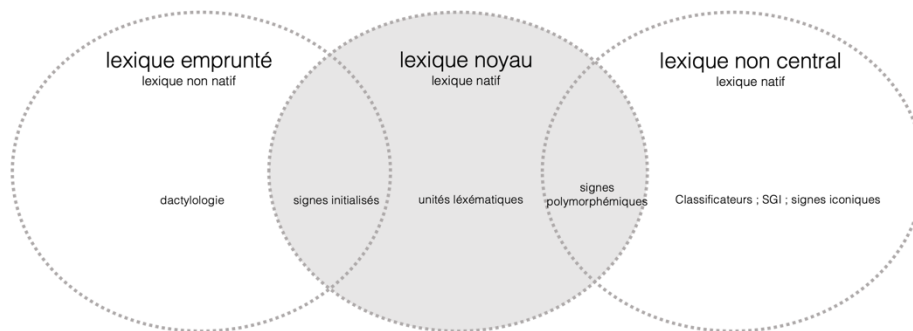 lexique emprunté
lexique non natif
lexique noyau
lexique natif
lexique non central
lexique natif
dactylologie
signes initialisés
unités léxématiques
signes
polymorphémiques
Classificateurs ; SGI ; signes iconiques